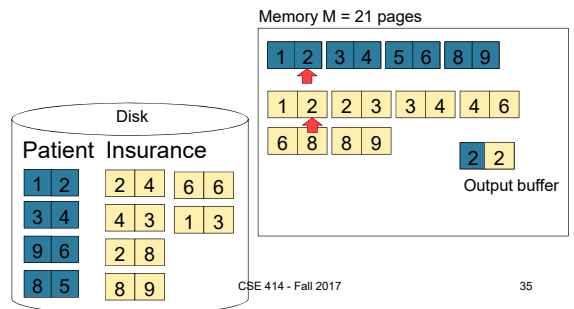 Memory M = 21 pages
1 2 3 4 5 6 8 9
1 2 2 3 3 4 4 6
6 8 8 9
2 2
Output buffer
Disk
Patient Insurance
1 2 2 4 6 6
3 4 4 3 1 3
9 6 2 8
8 5 8 9
CSE 414 - Fall 2017 35